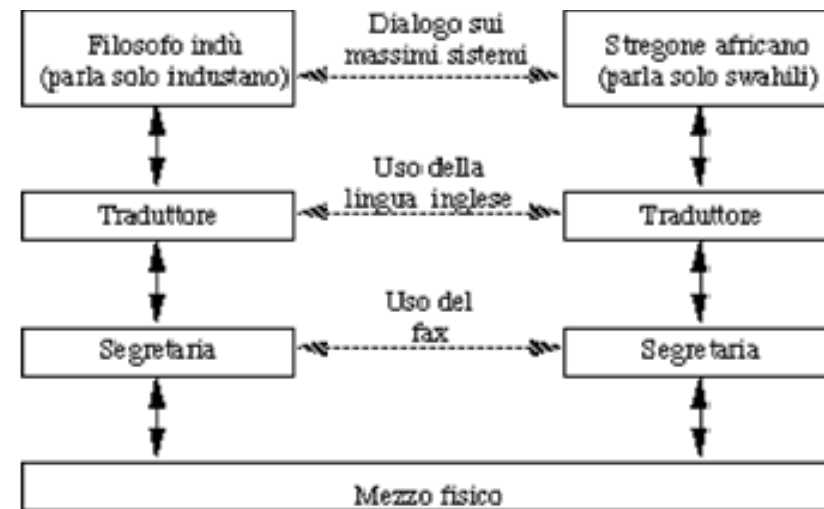 Filosofo indù
(parla solo industano)
Dialogo sui
massimi sistemi
Stregone africano
(parla solo swahili)
Traduttore
Uso della
lingua inglese
Traduttore
Segretaria
Uso del
fax
Segretaria
Mezzo fisico